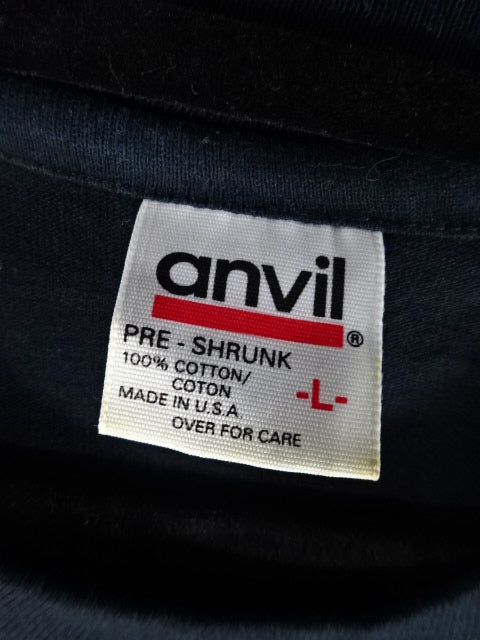 anvil®
PRE - SHRUNK
100% COTTON/
COTON
-L-
MADE IN U.S.A
OVER FOR CARE